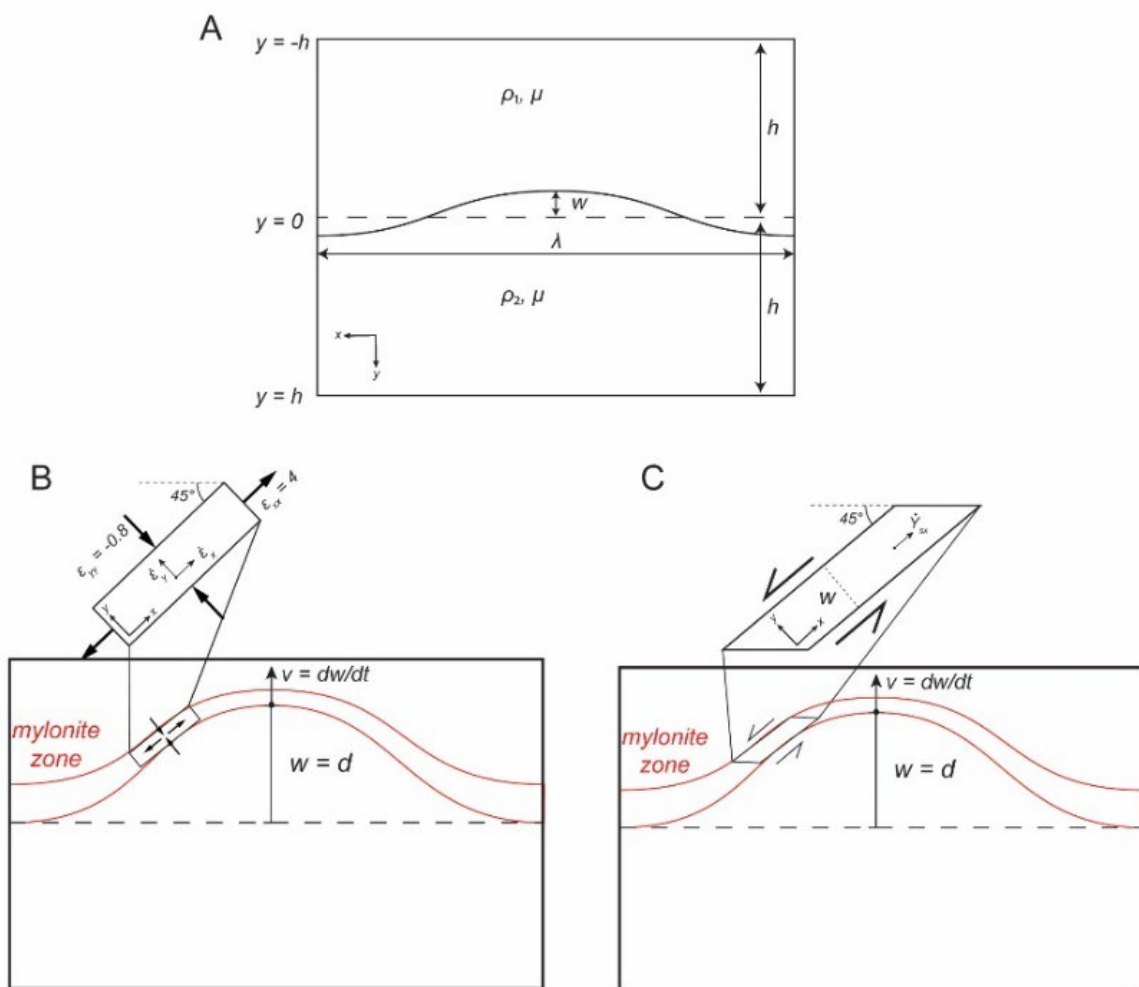 A
y = -h
ρ₁, μ
h
w
y = 0
λ
ρ₂, μ
h
x
y
y = h
B
45°
ε_xx = 4
ε_yy = -0.8
ε̇_x
ε̇_y
y
x
v = dw/dt
mylonite
zone
w = d
C
45°
Ẏ_sx
w
y
x
v = dw/dt
mylonite
zone
w = d